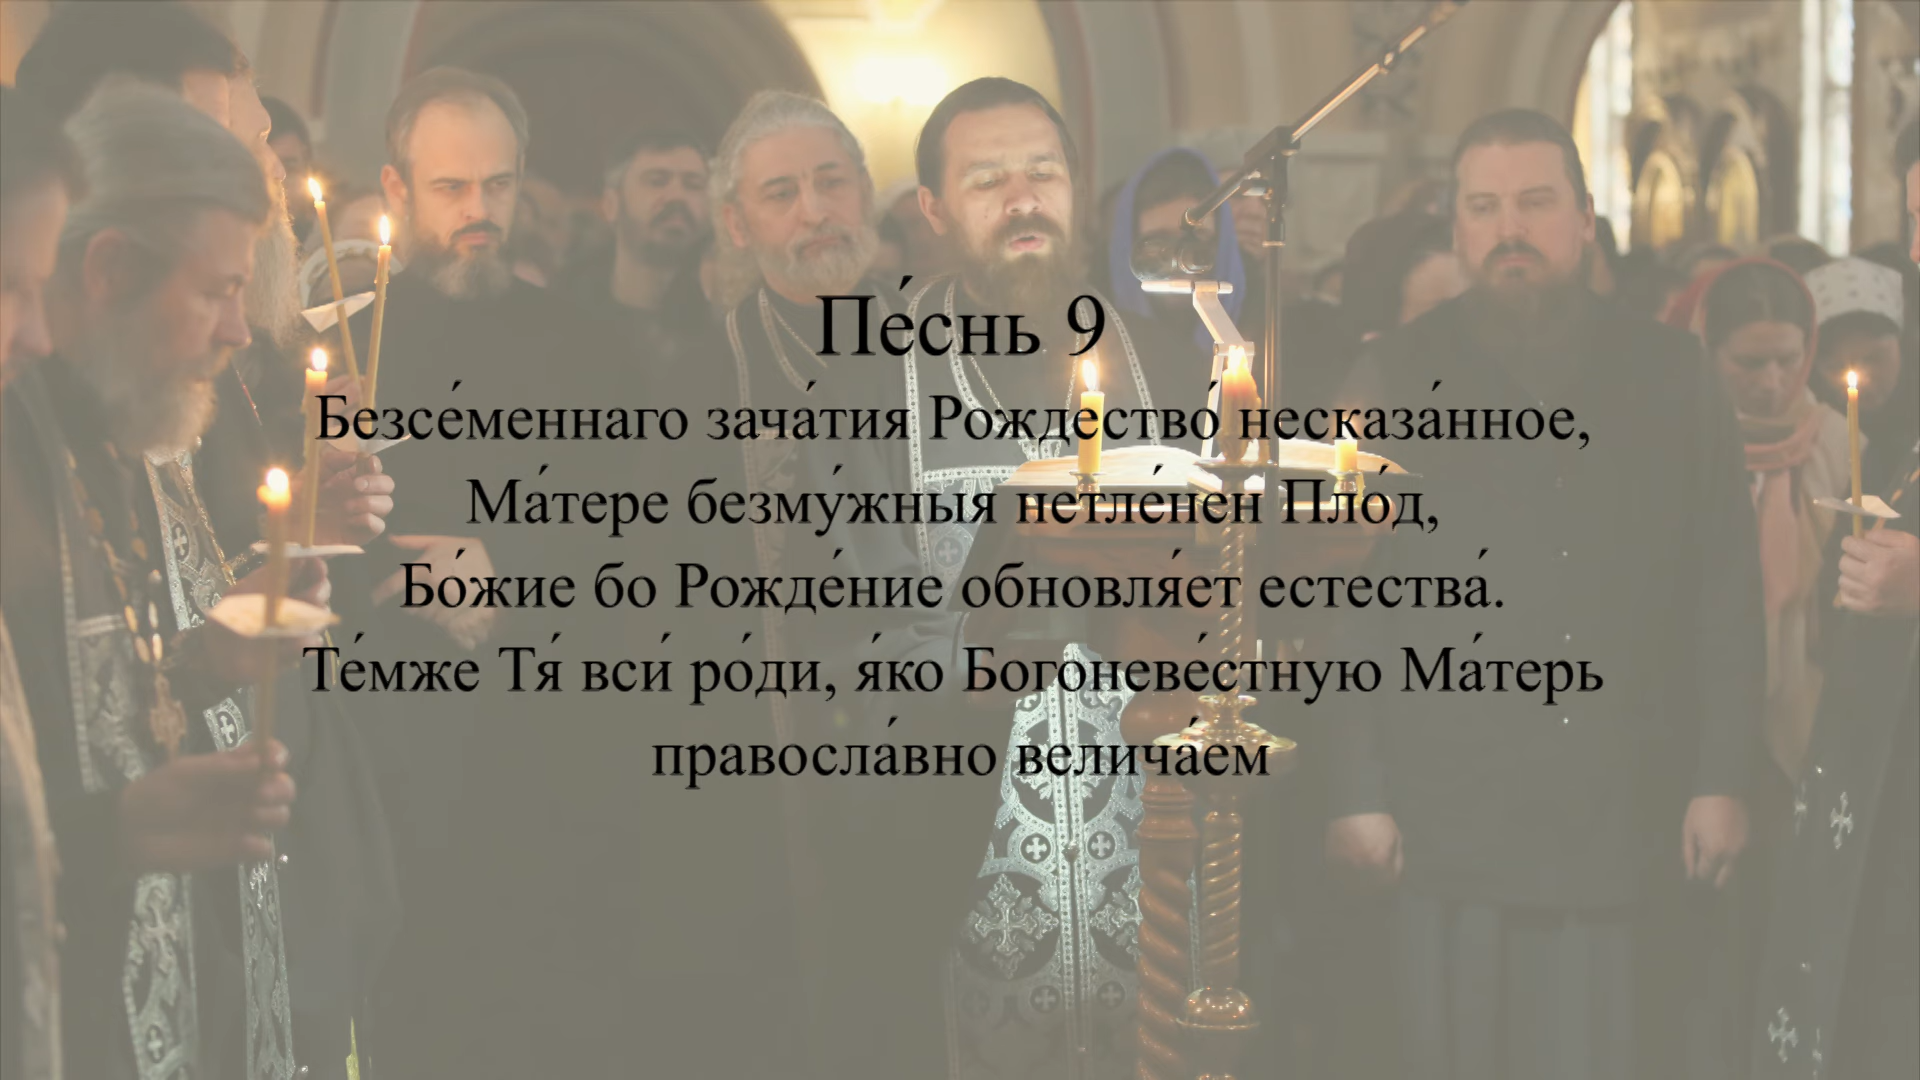 Пе́снь 9
Безсе́меннаго зача́тия Рождество́ несказа́нное,
Ма́тере безму́жныя нетле́нен Пло́д,
Бо́жие бо Рожде́ние обновля́ет естества́.
Те́мже Тя́ вси́ ро́ди, я́ко Богоневе́стную Ма́терь
правосла́вно велича́ем